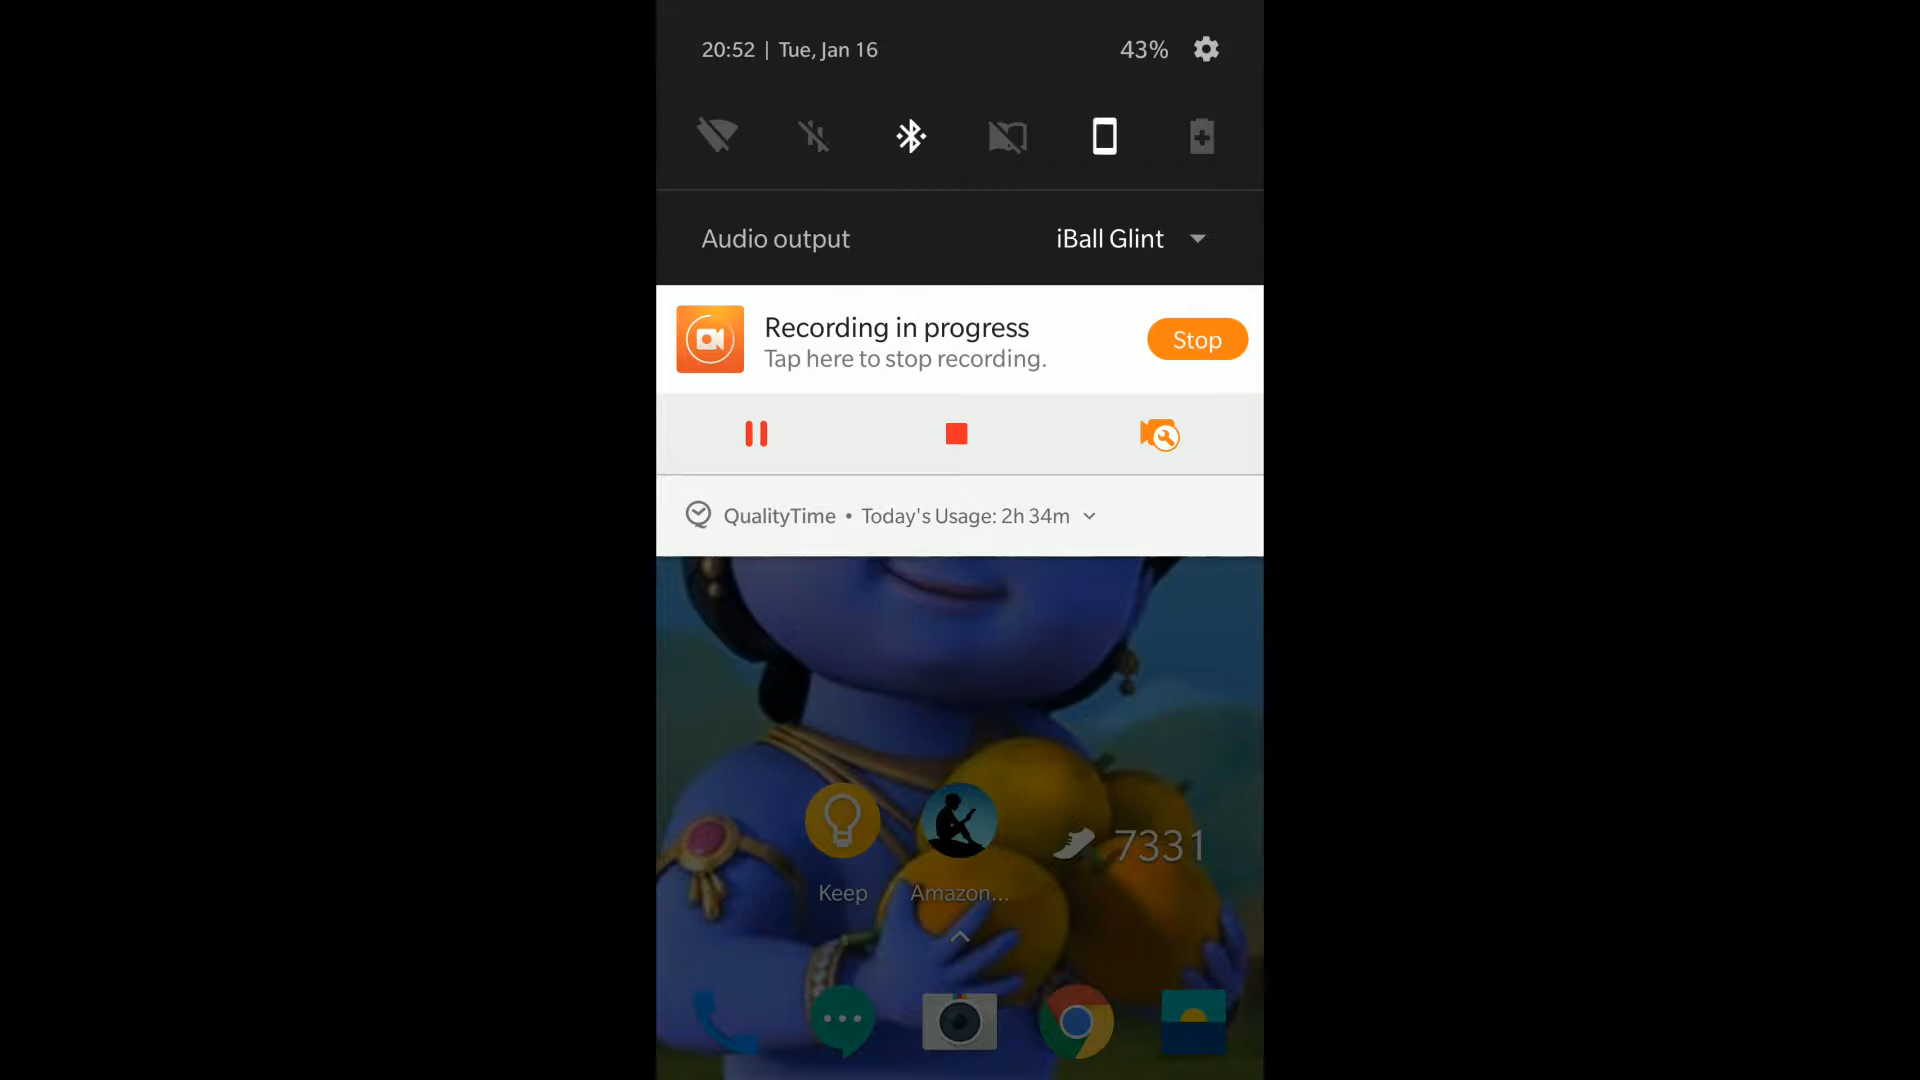 20:52 | Tue, Jan 16 43%
Audio output iBall Glint
Recording in progress
Tap here to stop recording.
Stop
QualityTime • Today's Usage: 2h 34m
7331
Keep Amazon...